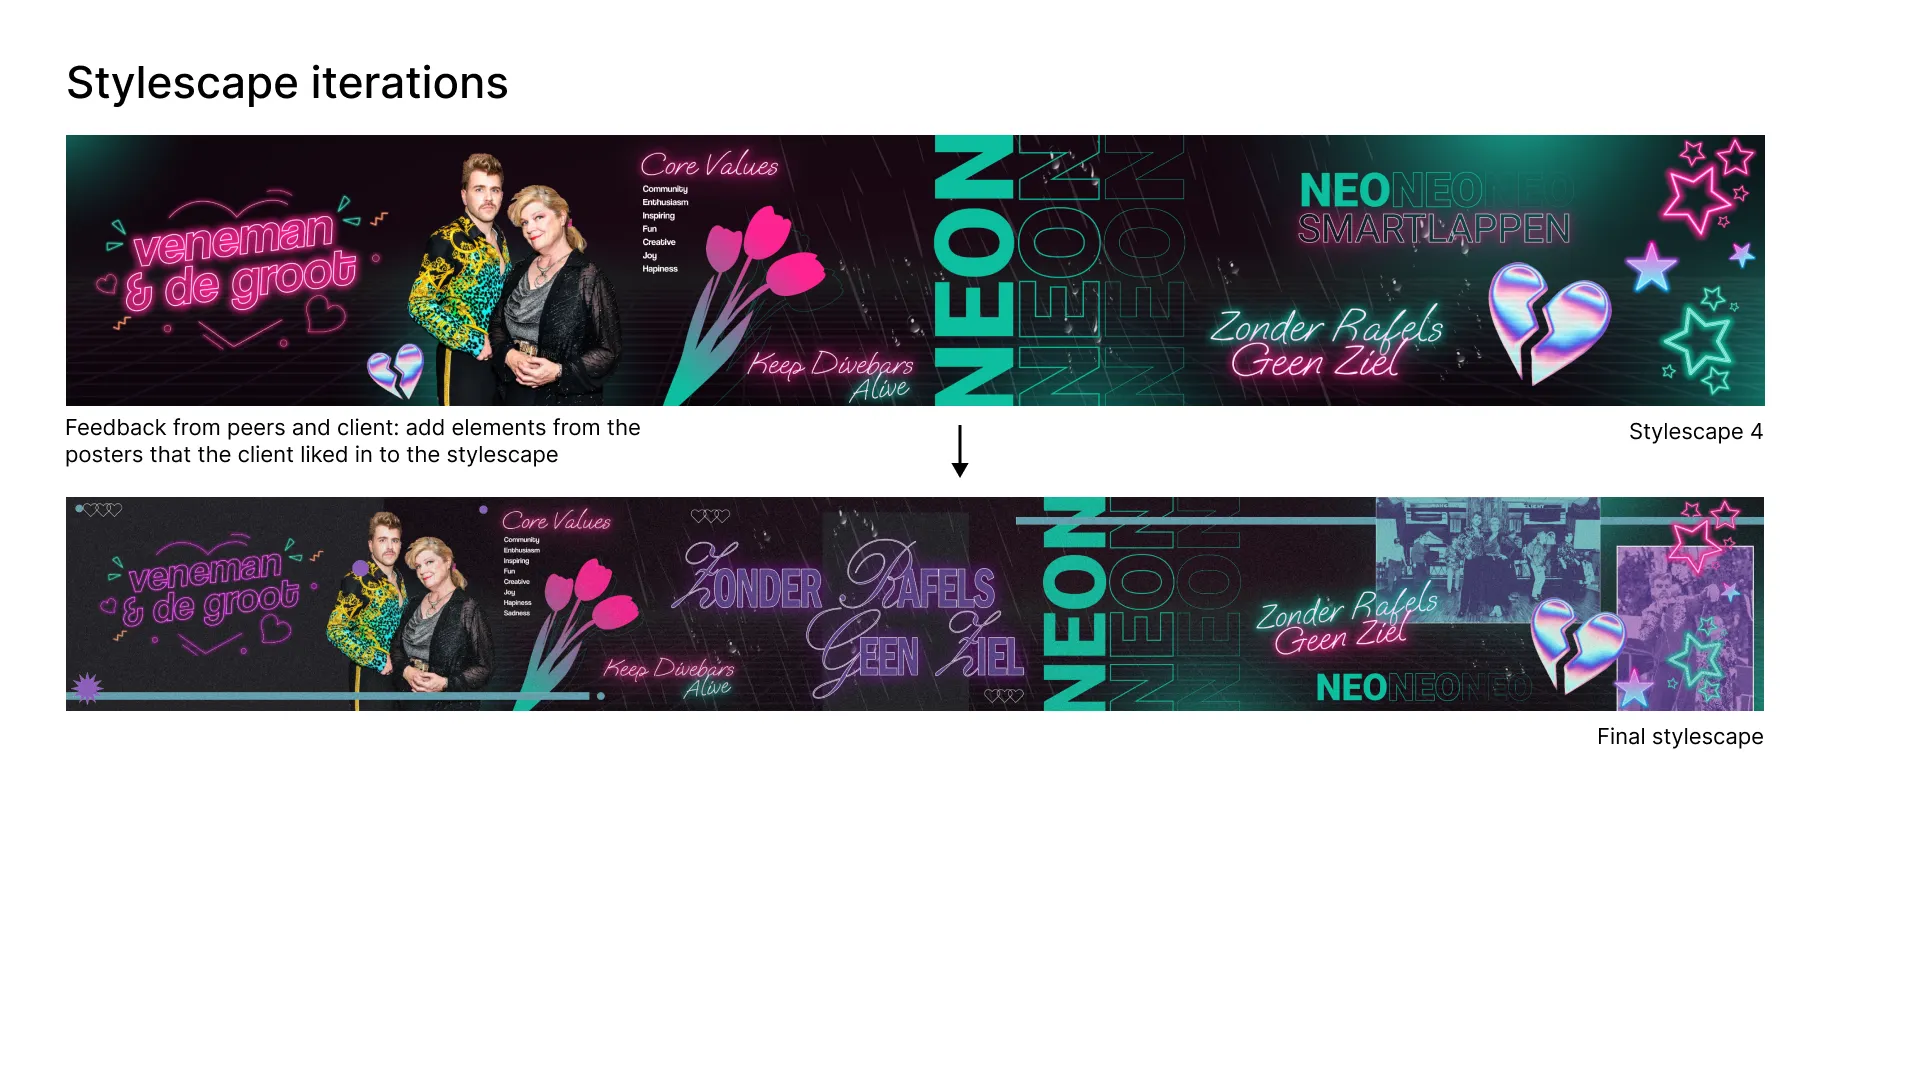 Stylescape iterations
veneman
& de groot
Core Values
Community
Enthusiasm
Inspiring
Fun
Creative
Joy
Hapiness
Keep Divebars
Alive
NEON
NEON
NEON
NEONEONEO
SMARTLAPPEN
Zonder Rafels
Geen Ziel
Feedback from peers and client: add elements from the
posters that the client liked in to the stylescape
Stylescape 4
veneman
& de groot
Core Values
Community
Enthusiasm
Inspiring
Fun
Creative
Joy
Hapiness
Sadness
Keep Divebars
Alive
ZONDER RAFELS
GEEN ZIEL
NEON
NEON
NEON
Zonder Rafels
Geen Ziel
NEONEONEO
Final stylescape